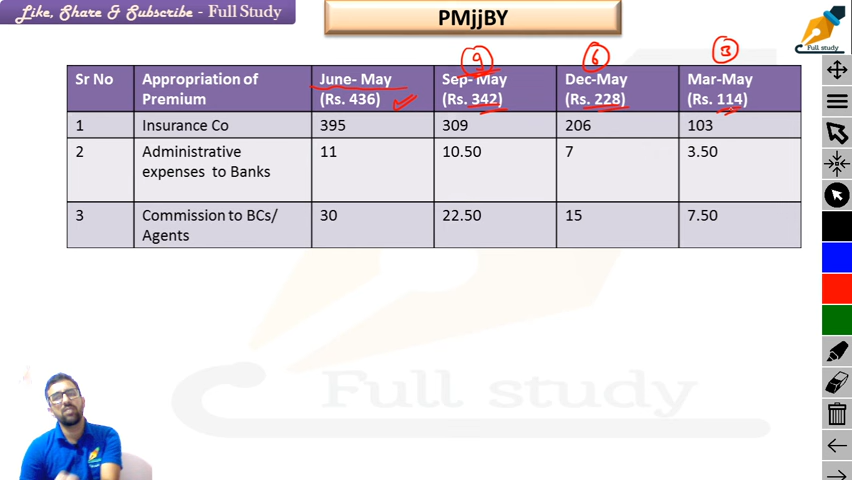 Like, Share & Subscribe - Full Study
PMjjBY
Full study
9
6
3
Sr No
Appropriation of
Premium
June- May
(Rs. 436)
Sep- May
(Rs. 342)
Dec-May
(Rs. 228)
Mar-May
(Rs. 114)
1
Insurance Co
395
309
206
103
2
Administrative
expenses to Banks
11
10.50
7
3.50
3
Commission to BCs/
Agents
30
22.50
15
7.50
Full study